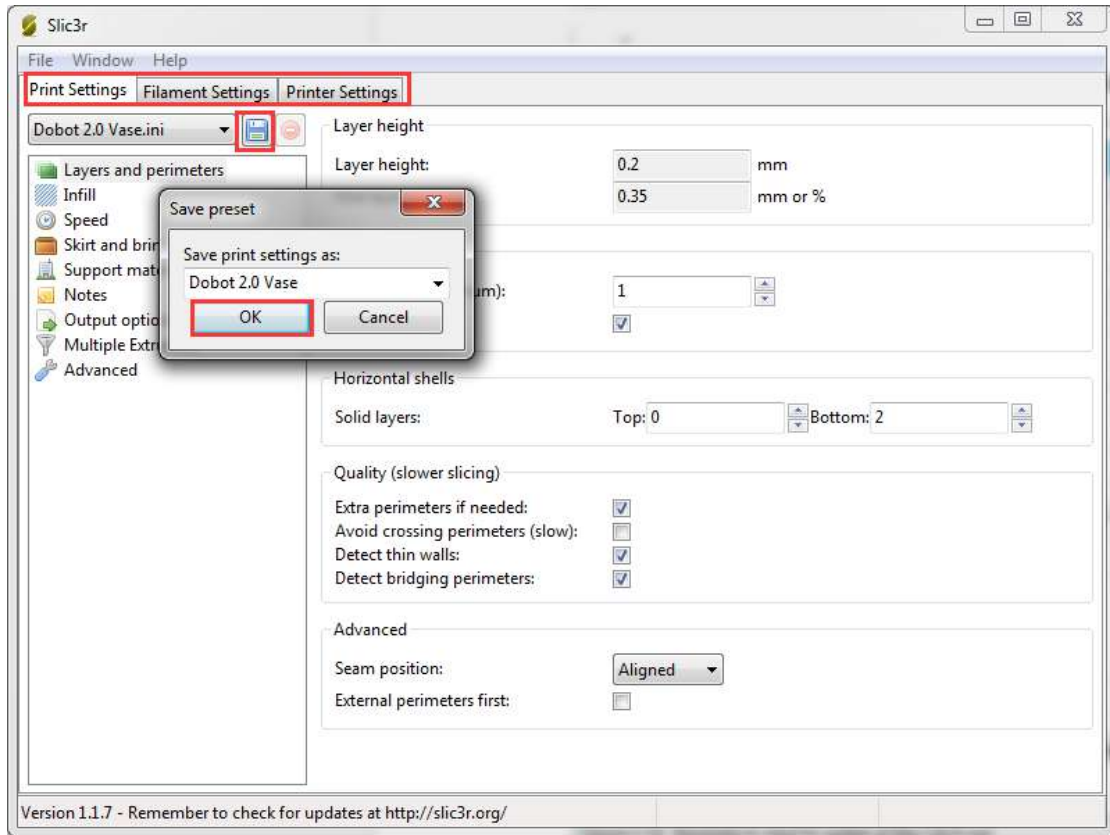 Slic3r
File Window Help
Print Settings Filament Settings Printer Settings
Dobot 2.0 Vase.ini
Layers and perimeters
Infill
Speed
Skirt and brim
Support mat
Notes
Output optio
Multiple Extr
Advanced
Save preset
Save print settings as:
Dobot 2.0 Vase
OK Cancel
Layer height
Layer height: 0.2 mm
0.35 mm or %
um): 1
Horizontal shells
Solid layers: Top: 0 Bottom: 2
Quality (slower slicing)
Extra perimeters if needed:
Avoid crossing perimeters (slow):
Detect thin walls:
Detect bridging perimeters:
Advanced
Seam position: Aligned
External perimeters first:
Version 1.1.7 - Remember to check for updates at http://slic3r.org/